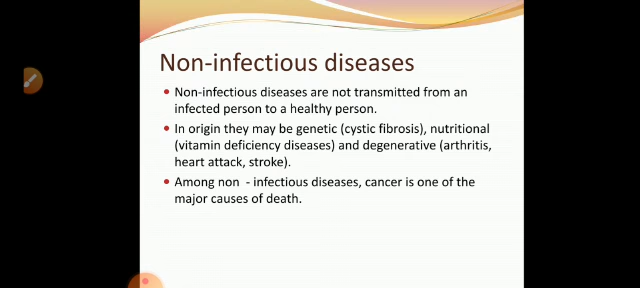 Non-infectious diseases
• Non-infectious diseases are not transmitted from an
infected person to a healthy person.
• In origin they may be genetic (cystic fibrosis), nutritional
(vitamin deficiency diseases) and degenerative (arthritis,
heart attack, stroke).
• Among non - infectious diseases, cancer is one of the
major causes of death.